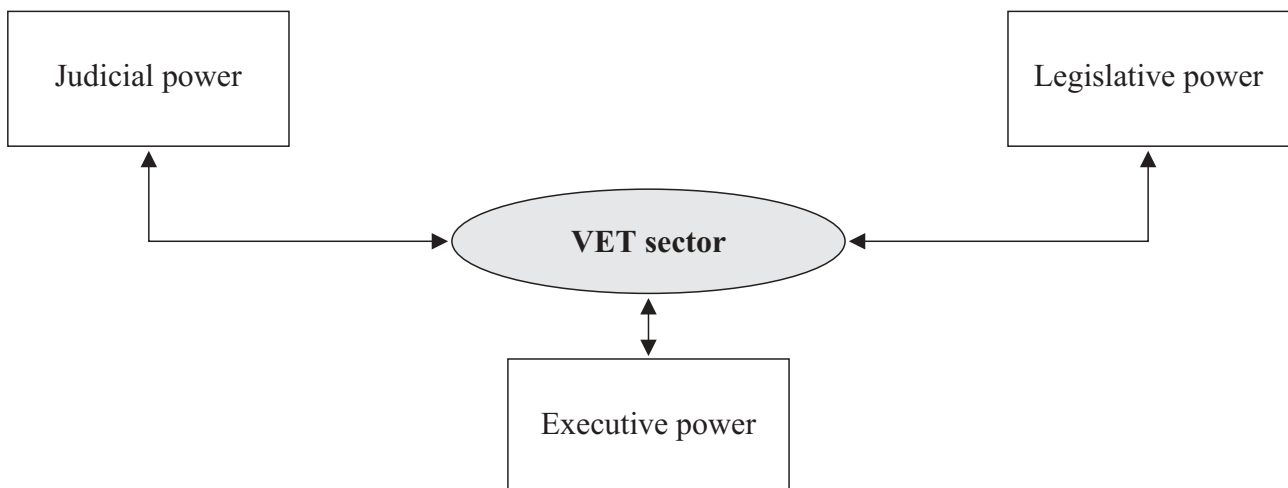 Judicial power
Legislative power
VET sector
Executive power